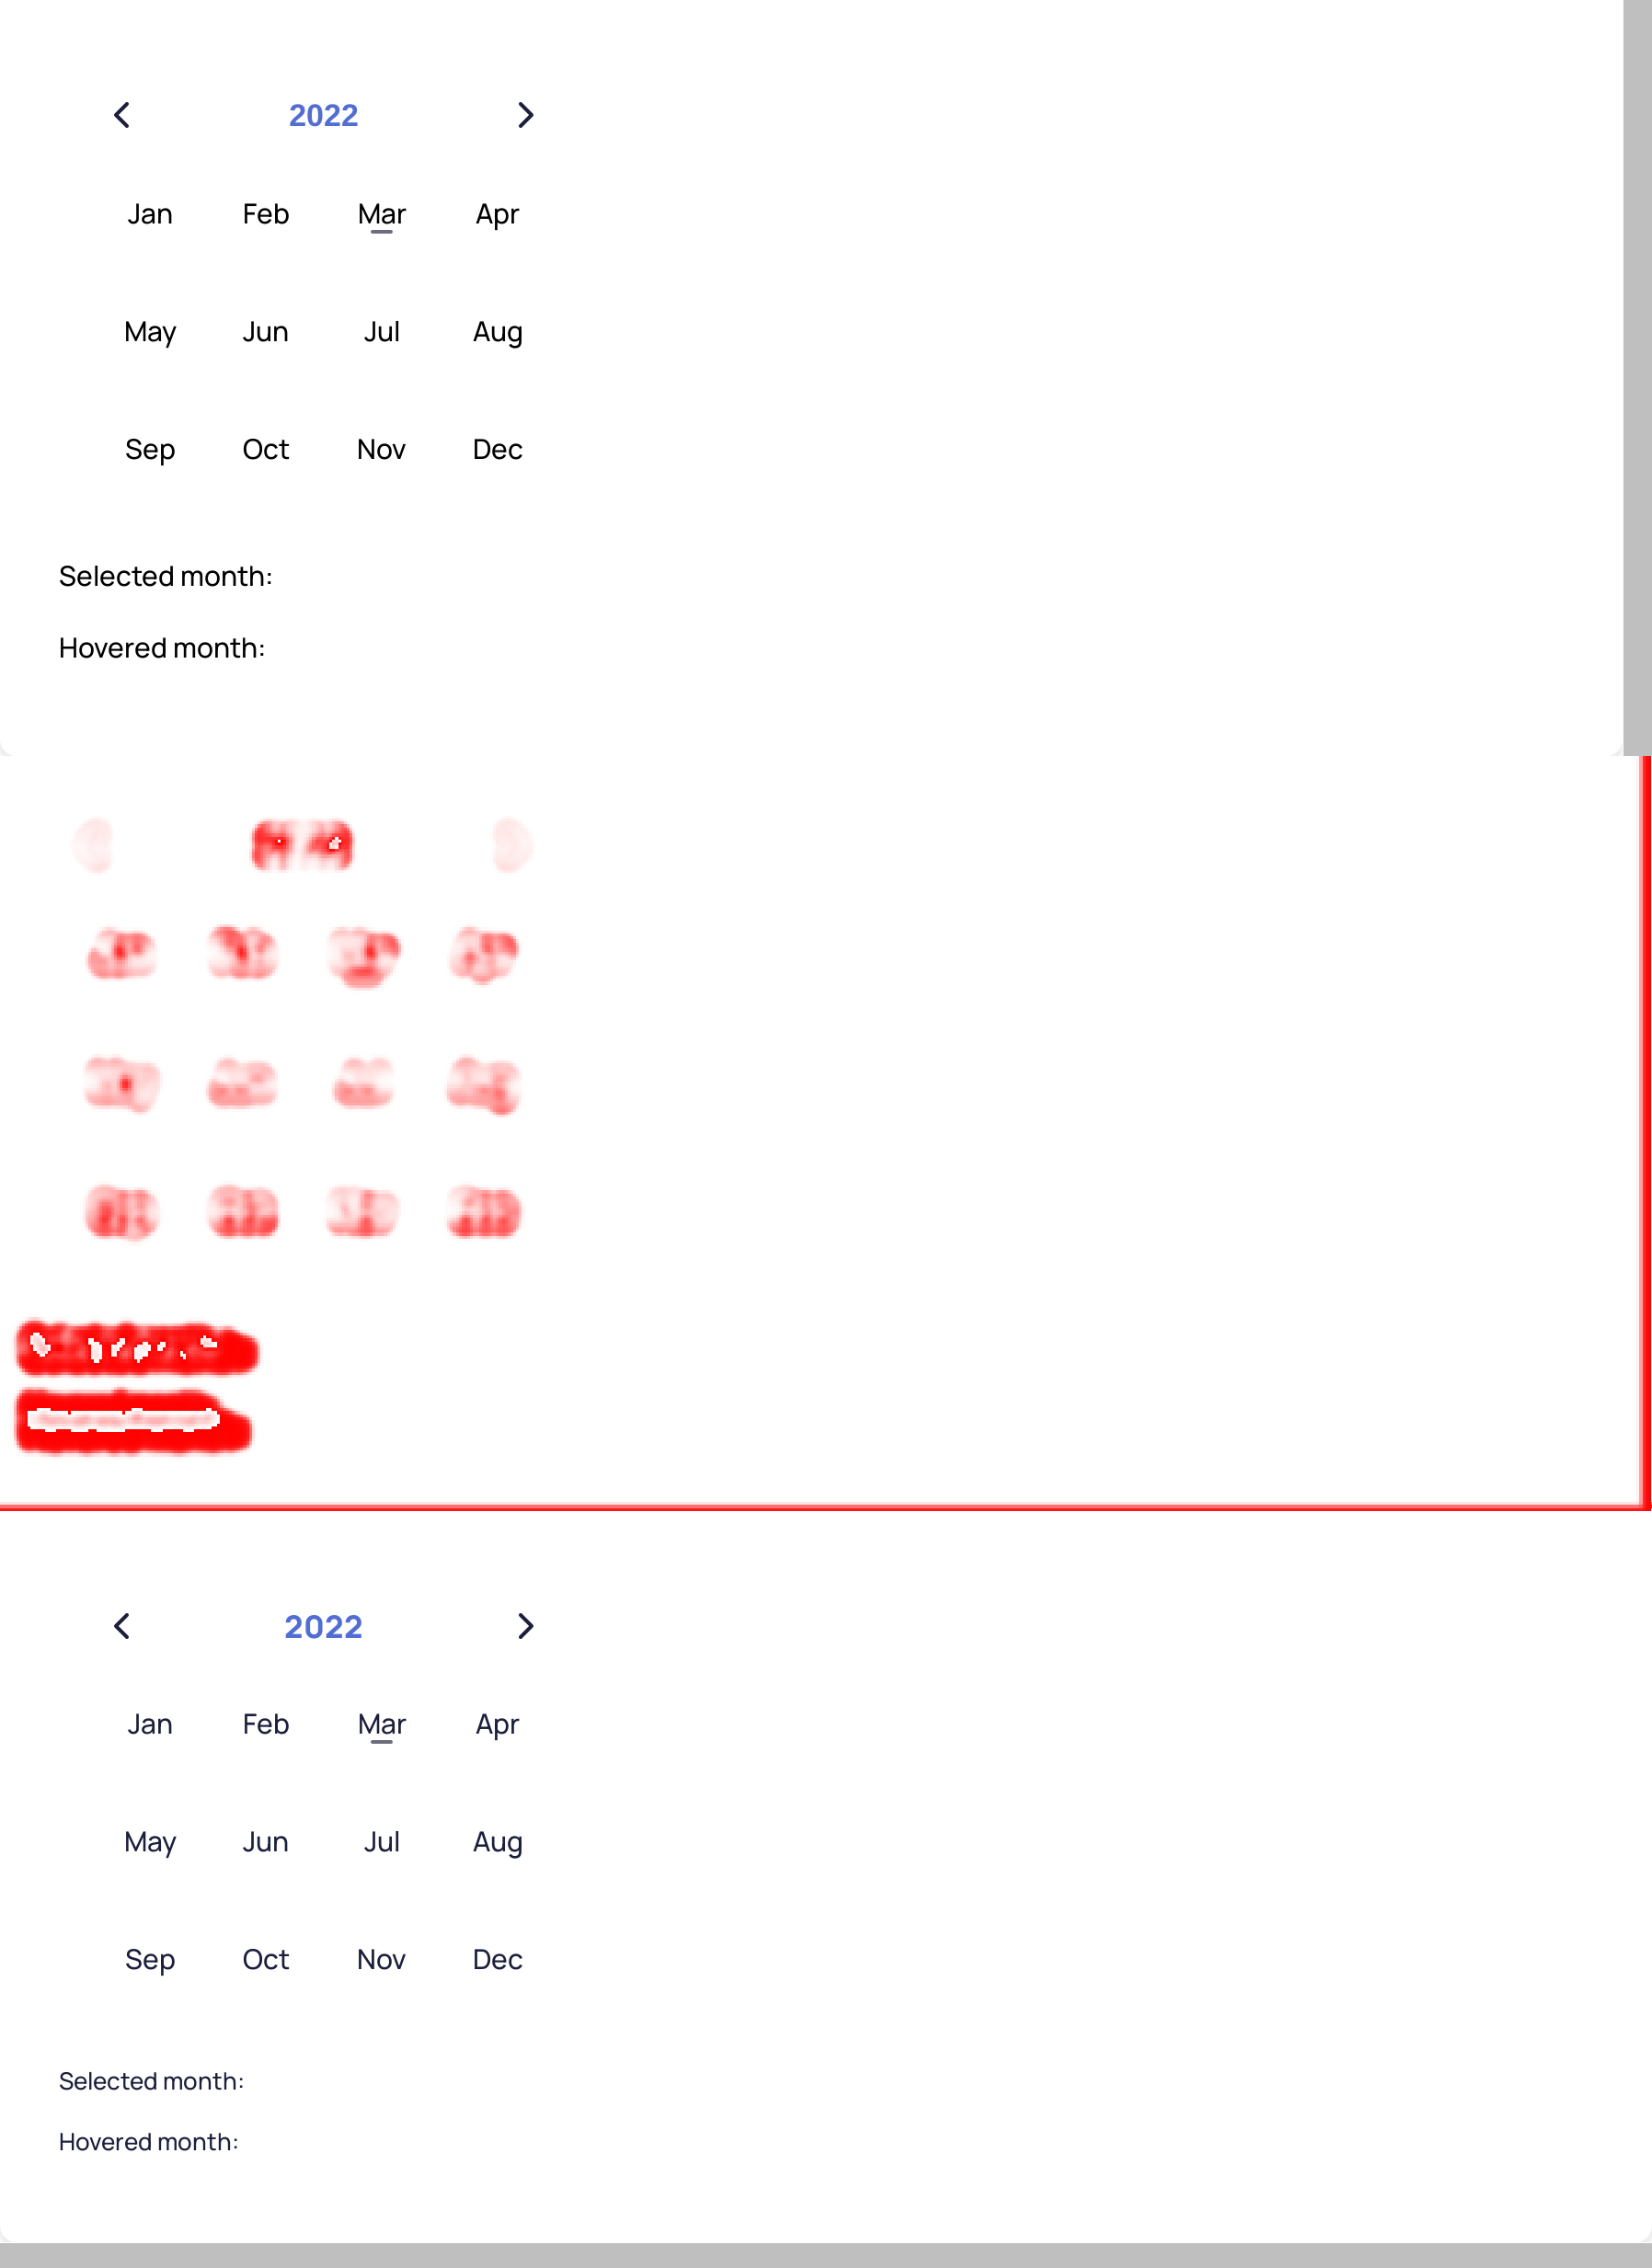 2022
Jan Feb Mar Apr
May Jun Jul Aug
Sep Oct Nov Dec
Selected month:
Hovered month:
2022
Jan Feb Mar Apr
May Jun Jul Aug
Sep Oct Nov Dec
Selected month:
Hovered month: